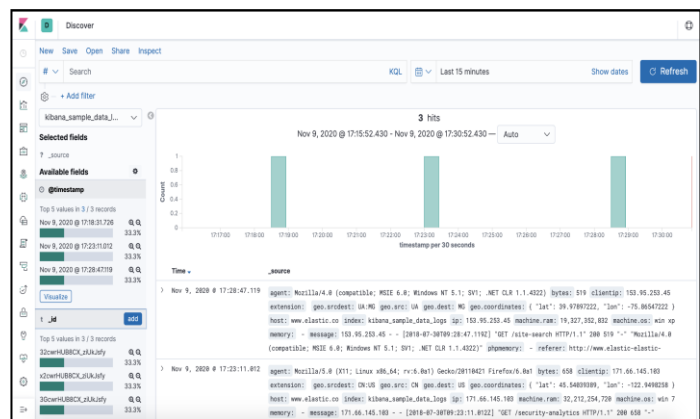 D Discover
New Save Open Share Inspect
# Search KQL Last 15 minutes Show dates Refresh
+ Add filter
kibana_sample_data_l...
3 hits
Selected fields
Nov 9, 2020 @ 17:15:52.430 - Nov 9, 2020 @ 17:30:52.430 — Auto
? _source
Available fields
@timestamp
Top 5 values in 3 / 3 records
Nov 9, 2020 @ 17:18:31.726
33.3%
Nov 9, 2020 @ 17:23:11.012
33.3%
Nov 9, 2020 @ 17:28:47.119
33.3%
Visualize
t _id add
Top 5 values in 3 / 3 records
33.3%
33.3%
33.3%
Count
1
0.8
0.6
0.4
0.2
0
17:17:00 17:18:00 17:19:00 17:20:00 17:21:00 17:22:00 17:23:00 17:24:00 17:25:00 17:26:00 17:27:00 17:28:00 17:29:00 17:30:00
timestamp per 30 seconds
Time _source
Nov 9, 2020 @ 17:28:47.119 agent: Mozilla/4.0 (compatible; MSIE 6.0; Windows NT 5.1; SV1; .NET CLR 1.1.4322) bytes: 519 clientip: 153.95.253.45
extension: geo.srcdest: UA:MG geo.src: UA geo.dest: MG geo.coordinates: { "lat": 39.97897222, "lon": -75.86547222 }
host: www.elastic.co index: kibana_sample_data_logs ip: 153.95.253.45 machine.ram: 19,327,352,832 machine.os: win xp
memory: - message: 153.95.253.45 - - [2018-07-30T09:28:47.119Z] "GET /site-search HTTP/1.1" 200 519 "-" "Mozilla/4.0
(compatible; MSIE 6.0; Windows NT 5.1; SV1; .NET CLR 1.1.4322)" phpmemory: - referer: http://www.elastic-elastic-
Nov 9, 2020 @ 17:23:11.012 agent: Mozilla/5.0 (X11; Linux x86_64; rv:6.0a1) Gecko/20110421 Firefox/6.0a1 bytes: 658 clientip: 171.66.145.103
extension: geo.srcdest: CN:US geo.src: CN geo.dest: US geo.coordinates: { "lat": 45.54039389, "lon": -122.9498258 }
host: www.elastic.co index: kibana_sample_data_logs ip: 171.66.145.103 machine.ram: 32,212,254,720 machine.os: win 7
message: 171.66.145.103 - - [2018-07-30T09:23:11.012Z] "GET /security-analytics HTTP/1.1" 200 658 "-"